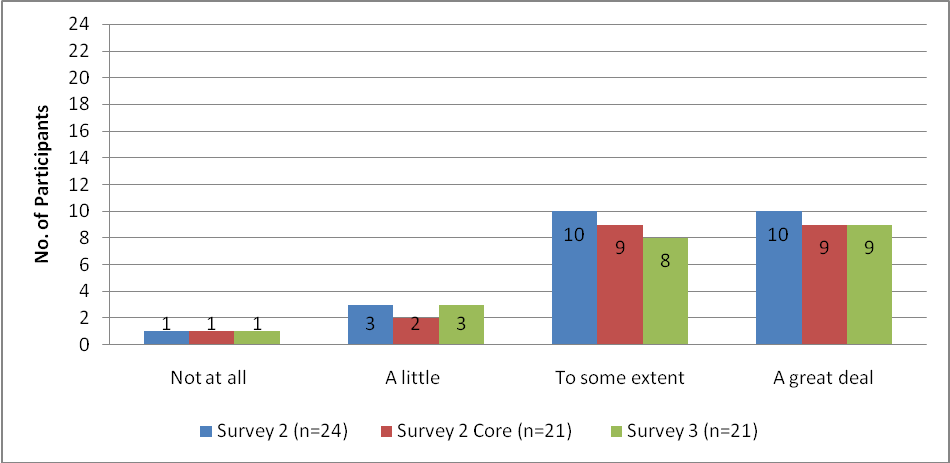 24
22
20
18
16
14
12
10
8
6
4
2
0
No. of Participants
1 1 1
3 2 3
10 9 8
10 9 9
Not at all A little To some extent A great deal
Survey 2 (n=24) Survey 2 Core (n=21) Survey 3 (n=21)